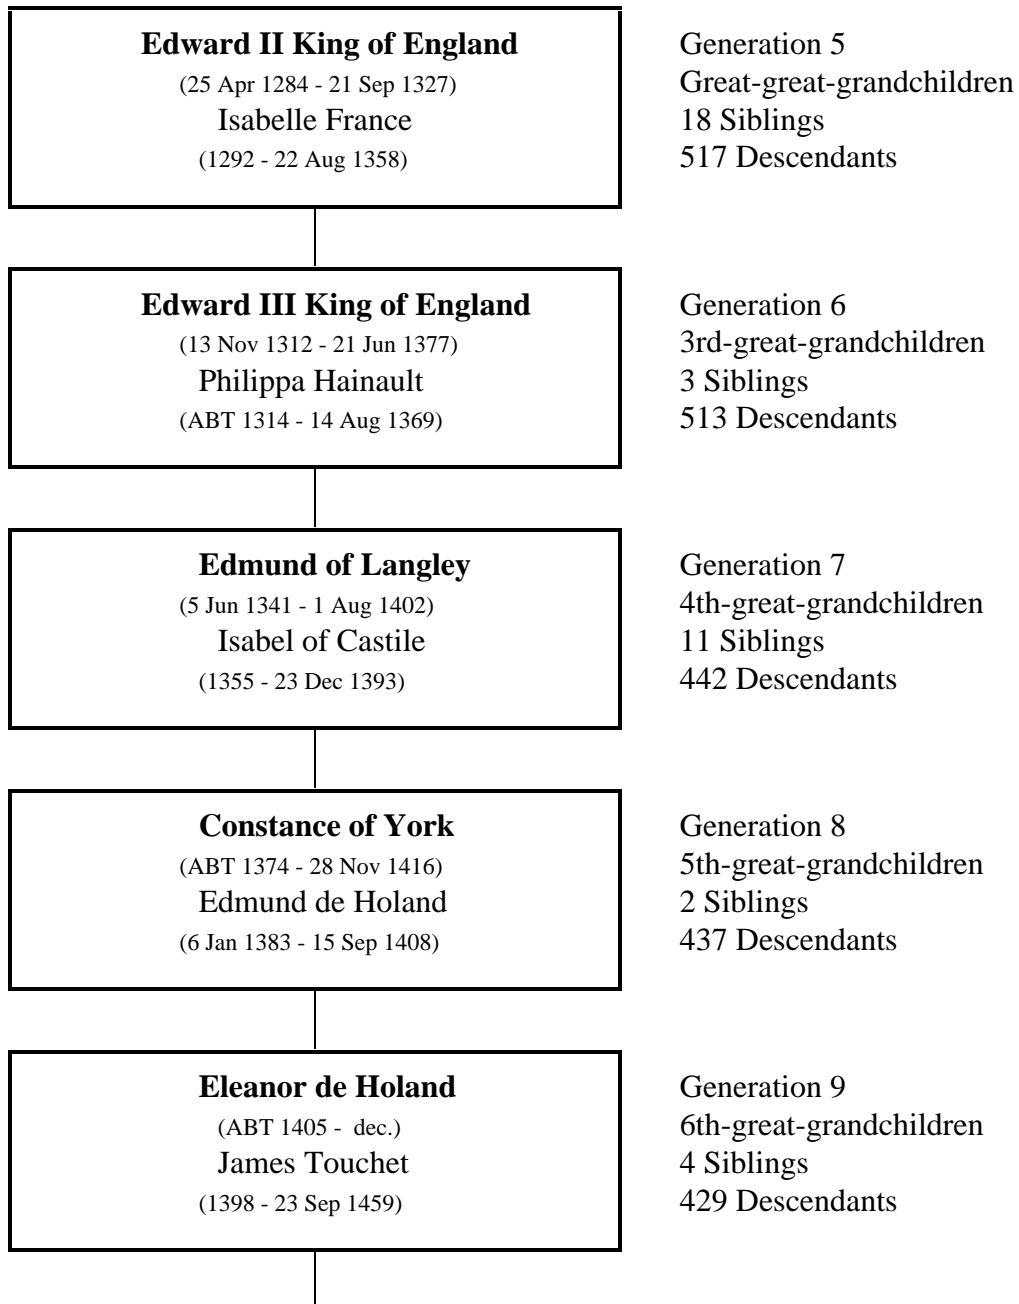 Edward II King of England
(25 Apr 1284 - 21 Sep 1327)
Isabelle France
(1292 - 22 Aug 1358)
Generation 5
Great-great-grandchildren
18 Siblings
517 Descendants
Edward III King of England
(13 Nov 1312 - 21 Jun 1377)
Philippa Hainault
(ABT 1314 - 14 Aug 1369)
Generation 6
3rd-great-grandchildren
3 Siblings
513 Descendants
Edmund of Langley
(5 Jun 1341 - 1 Aug 1402)
Isabel of Castile
(1355 - 23 Dec 1393)
Generation 7
4th-great-grandchildren
11 Siblings
442 Descendants
Constance of York
(ABT 1374 - 28 Nov 1416)
Edmund de Holand
(6 Jan 1383 - 15 Sep 1408)
Generation 8
5th-great-grandchildren
2 Siblings
437 Descendants
Eleanor de Holand
(ABT 1405 -  dec.)
James Touchet
(1398 - 23 Sep 1459)
Generation 9
6th-great-grandchildren
4 Siblings
429 Descendants